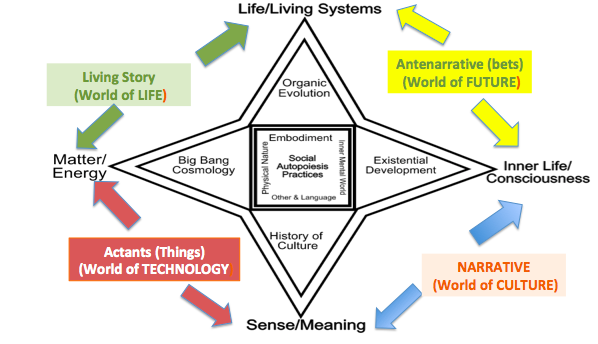 Life/Living Systems
Living Story
(World of LIFE)
Antenarrative (bets)
(World of FUTURE)
Organic
Evolution
Matter/
Energy
Big Bang
Cosmology
Embodiment
Physical Nature
Social
Autopoiesis
Practices
Inner Mental World
Other & Language
Existential
Development
Inner Life/
Consciousness
History of
Culture
Actants (Things)
(World of TECHNOLOGY
NARRATIVE
(World of CULTURE)
Sense/Meaning